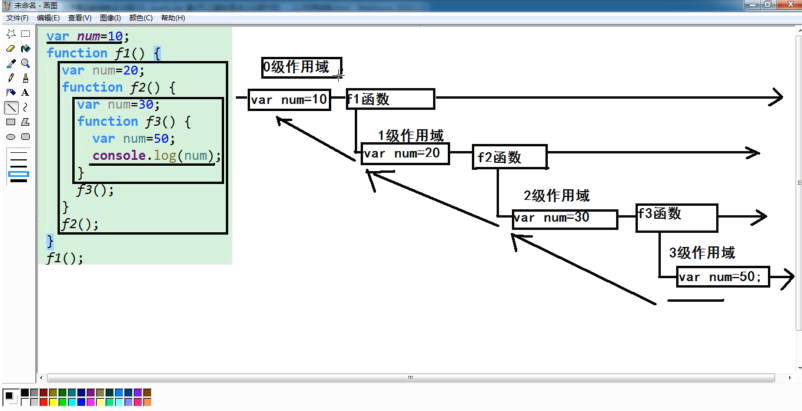 未命名 - 画图
文件(F) 编辑(E) 查看(V) 图像(I) 颜色(C) 帮助(H)
var num=10;
function f1() {
var num=20;
function f2() {
var num=30;
function f3() {
var num=50;
console.log(num);
}
f3();
}
f2();
}
f1();
0级作用域
var num=10
f1函数
1级作用域
var num=20
f2函数
2级作用域
var num=30
f3函数
3级作用域
var num=50;